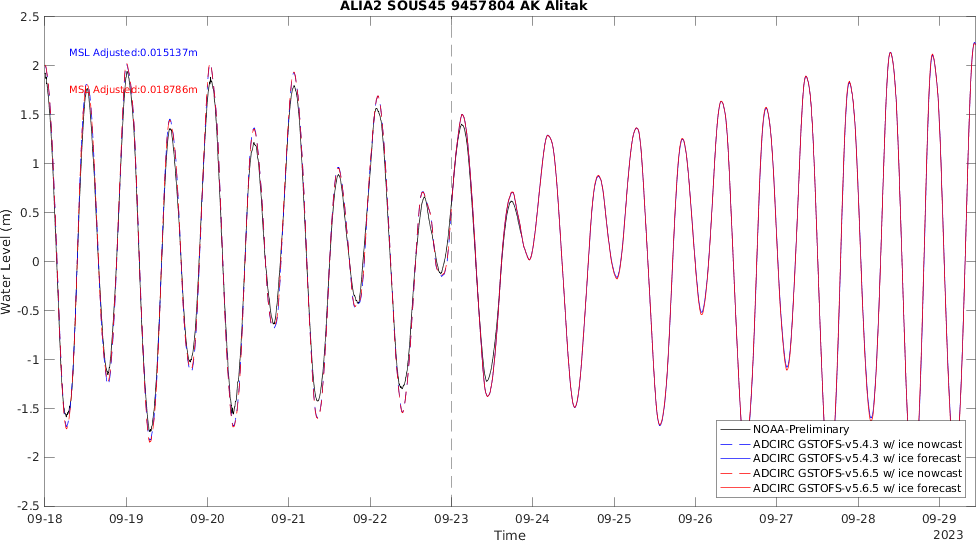 ALIA2 SOUS45 9457804 AK Alitak
MSL Adjusted:0.015137m
MSL Adjusted:0.018786m
Water Level (m)
2.5
2
1.5
1
0.5
0
-0.5
-1
-1.5
-2
-2.5
NOAA-Preliminary
ADCIRC GSTOFS-v5.4.3 w/ ice nowcast
ADCIRC GSTOFS-v5.4.3 w/ ice forecast
ADCIRC GSTOFS-v5.6.5 w/ ice nowcast
ADCIRC GSTOFS-v5.6.5 w/ ice forecast
09-18 09-19 09-20 09-21 09-22 09-23 09-24 09-25 09-26 09-27 09-28 09-29
Time
2023